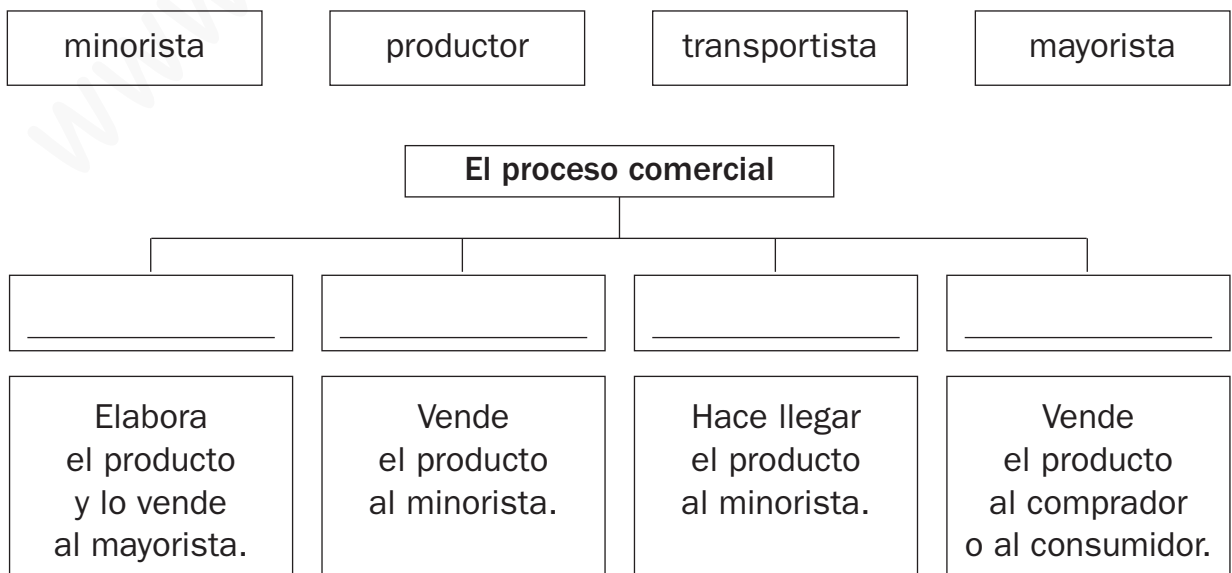 minorista
productor
transportista
mayorista
El proceso comercial
Elabora
el producto
y lo vende
al mayorista.
Vende
el producto
al minorista.
Hace llegar
el producto
al minorista.
Vende
el producto
al comprador
o al consumidor.